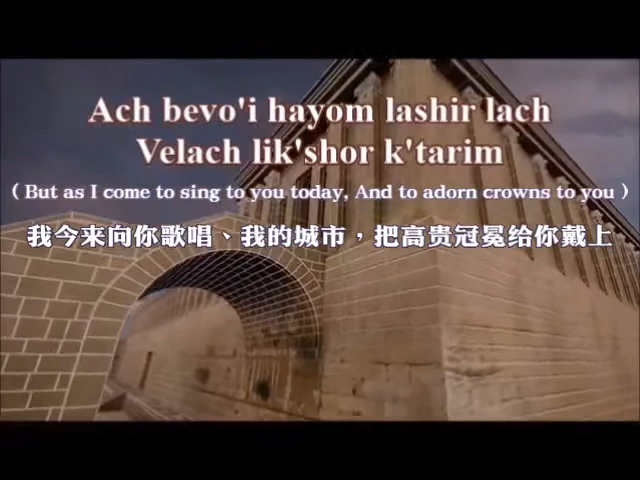 Ach bevo'i hayom lashir lach
Velach lik'shor k'tarim
( But as I come to sing to you today, And to adorn crowns to you )
我今来向你歌唱、我的城市，把高贵冠冕给你戴上